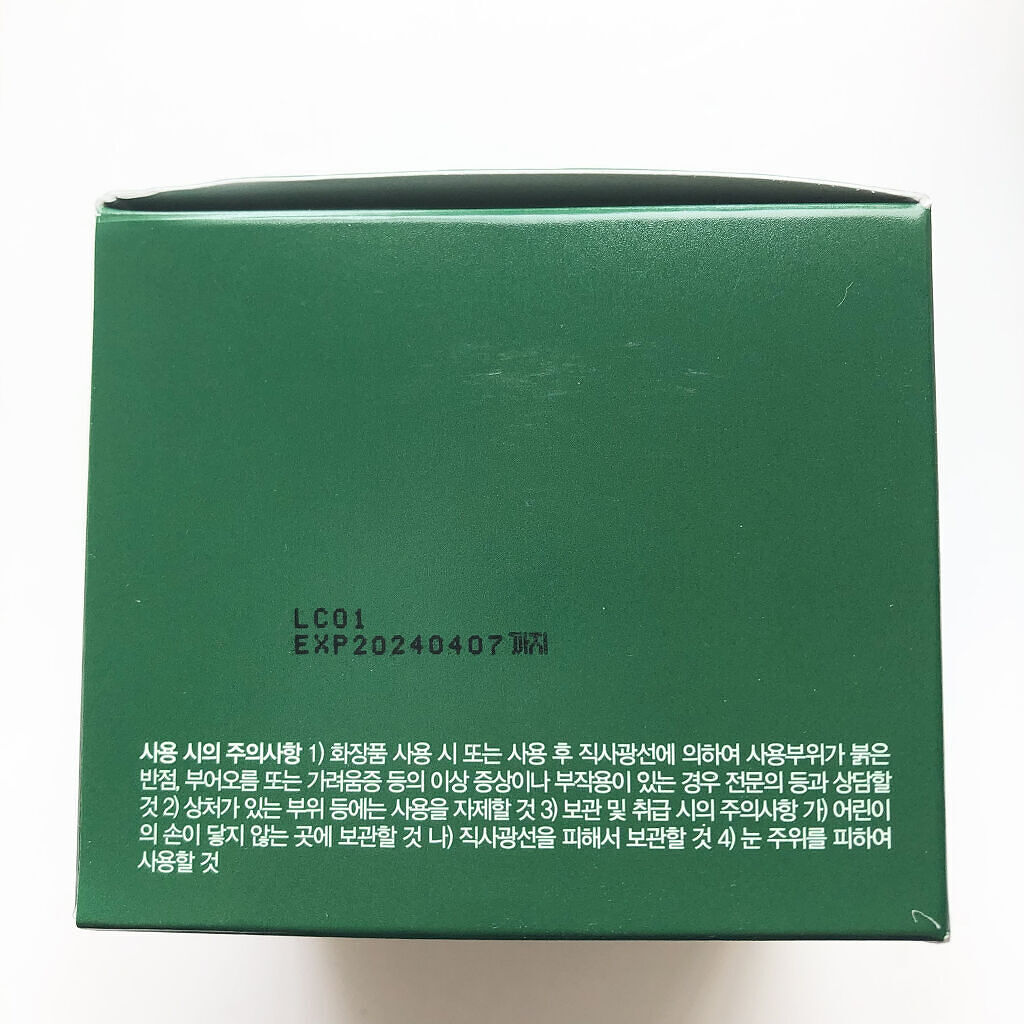 LC01
EXP20240407까지
사용 시의 주의사항 1) 화장품 사용 시 또는 사용 후 직사광선에 의하여 사용부위가 붉은
반점, 부어오름 또는 가려움증 등의 이상 증상이나 부작용이 있는 경우 전문의 등과 상담할
것 2) 상처가 있는 부위 등에는 사용을 자제할 것 3) 보관 및 취급 시의 주의사항 가) 어린이
의 손이 닿지 않는 곳에 보관할 것 나) 직사광선을 피해서 보관할 것 4) 눈 주위를 피하여
사용할 것